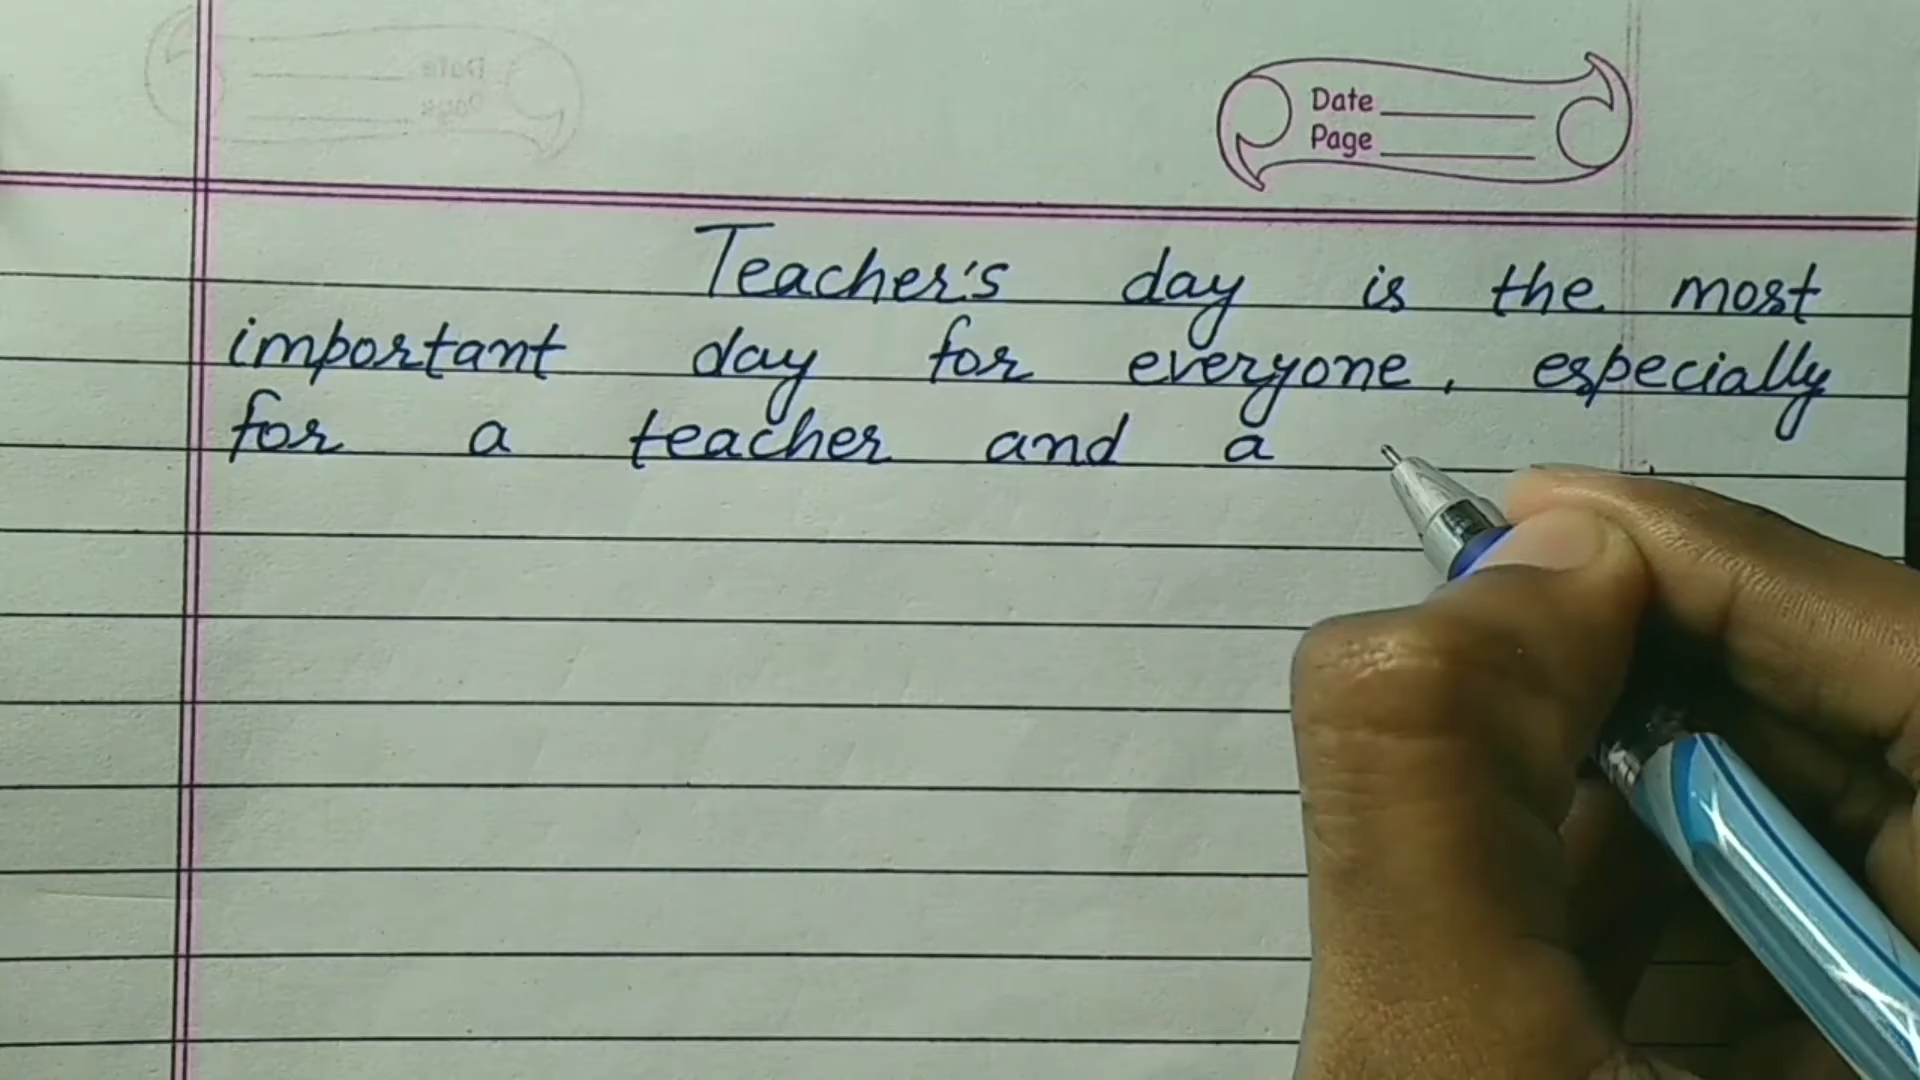 Date
Page
Teacher's day is the most
important day for everyone, especially
for a teacher and a